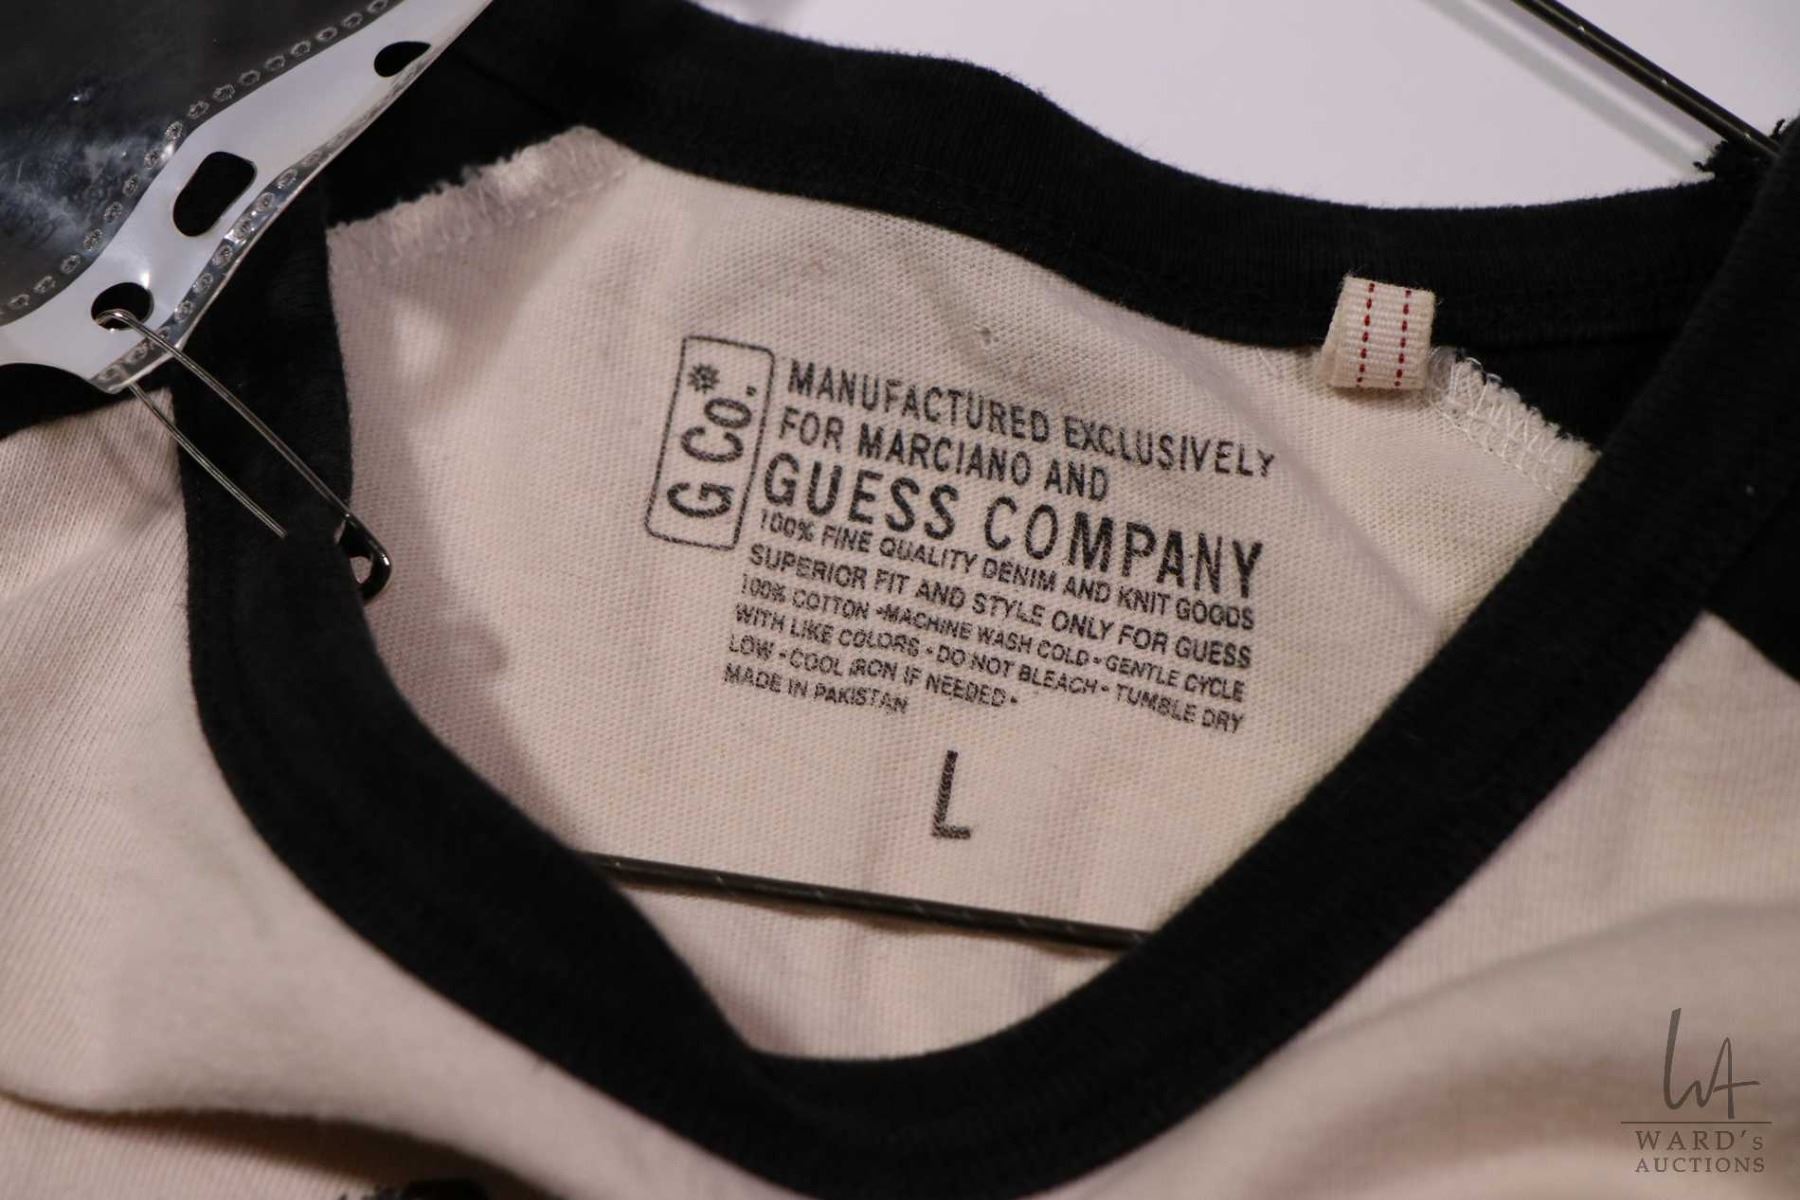 G Co.*
MANUFACTURED EXCLUSIVELY
FOR MARCIANO AND
GUESS COMPANY
100% FINE QUALITY DENIM AND KNIT GOODS
SUPERIOR FIT AND STYLE ONLY FOR GUESS
100% COTTON •MACHINE WASH COLD • GENTLE CYCLE
WITH LIKE COLORS • DO NOT BLEACH • TUMBLE DRY
LOW • COOL IRON IF NEEDED •
MADE IN PAKISTAN
L
WA
WARD's
AUCTIONS